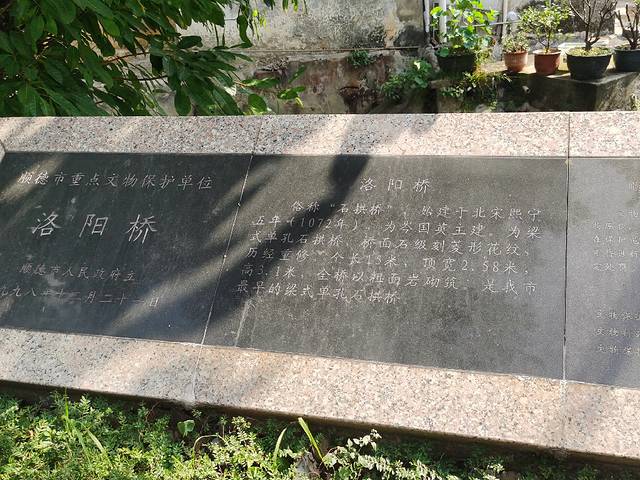 顺德市重点文物保护单位
洛阳桥
顺德市人民政府立
洛阳桥
俗称“石拱桥”，始建于北宋熙宁
五年（1072年），为岑国英主建。为梁
式单孔石拱桥，桥面石级刻菱形花纹，
历经重修。全长13米，顶宽2.58米，
高3.1米，全桥以粗面岩砌筑，是我市
最早的梁式单孔石拱桥。